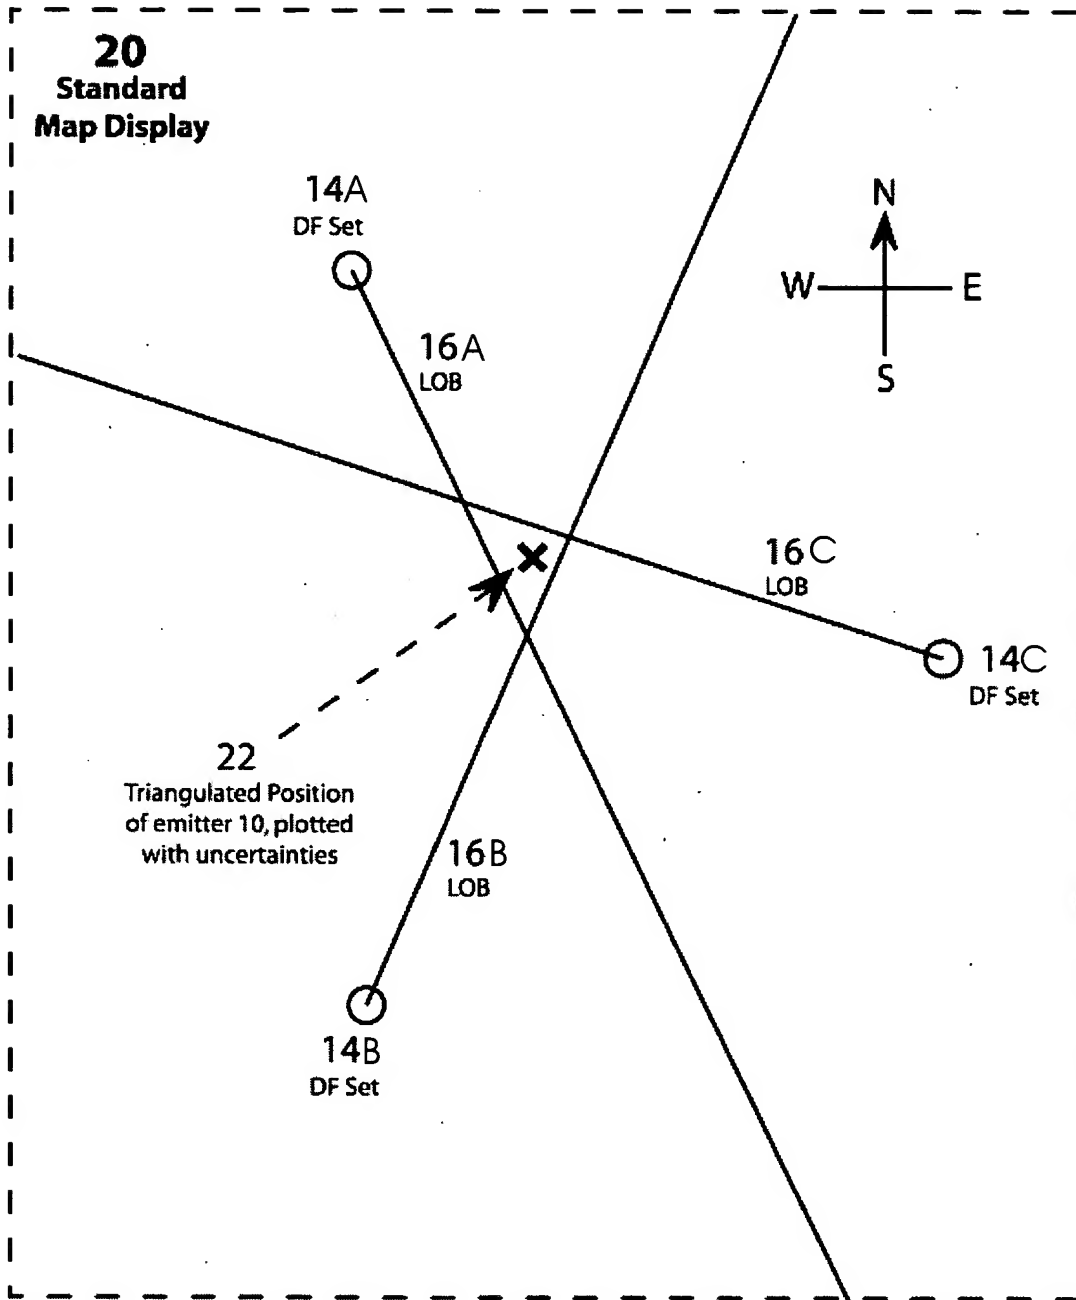 20
Standard
Map Display
14A
DF Set
N
W
E
S
16A
LOB
16C
LOB
14C
DF Set
22
Triangulated Position
of emitter 10, plotted
with uncertainties
16B
LOB
14B
DF Set